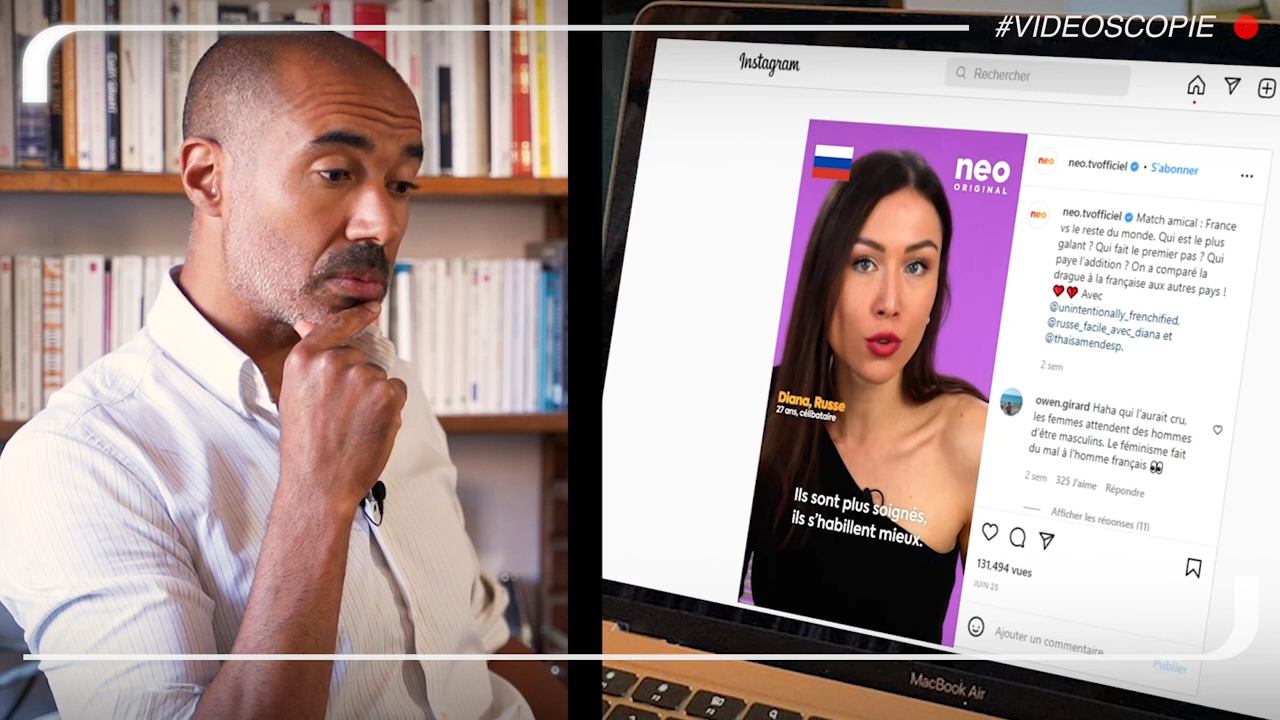 #VIDEOSCOPIE
Instagram
Rechercher
neo
ORIGINAL
Diana, Russe
27 ans, célibataire
Ils sont plus soignés,
ils s'habillent mieux.
neo
neo.tvofficiel • S'abonner
neo
neo.tvofficiel Match amical : France
vs le reste du monde. Qui est le plus
galant ? Qui fait le premier pas ? Qui
paye l'addition ? On a comparé la
drague à la française aux autres pays !
Avec
@unintentionally_frenchified,
@russe_facile_avec_diana et
@thaisamendesp.
2 sem
owen.girard Haha qui l'aurait cru,
les femmes attendent des hommes
d'être masculins. Le féminisme fait
du mal à l'homme français
2 sem 325 J'aime Répondre
Afficher les réponses (11)
131,494 vues
JUIN 25
Ajouter un commentaire
Publier
MacBook Air